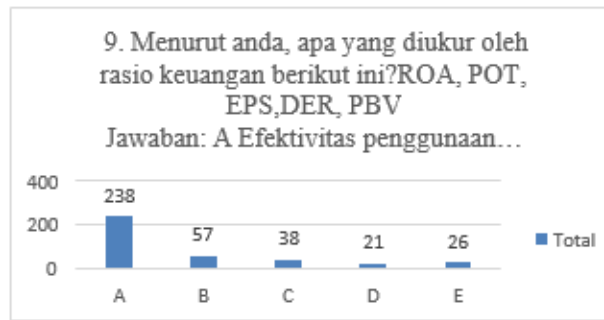 9. Menurut anda, apa yang diukur oleh
rasio keuangan berikut ini?ROA, POT,
EPS,DER, PBV
Jawaban: A Efektivitas penggunaan...
400
200
0
238
57
38
21
26
A B C D E
Total